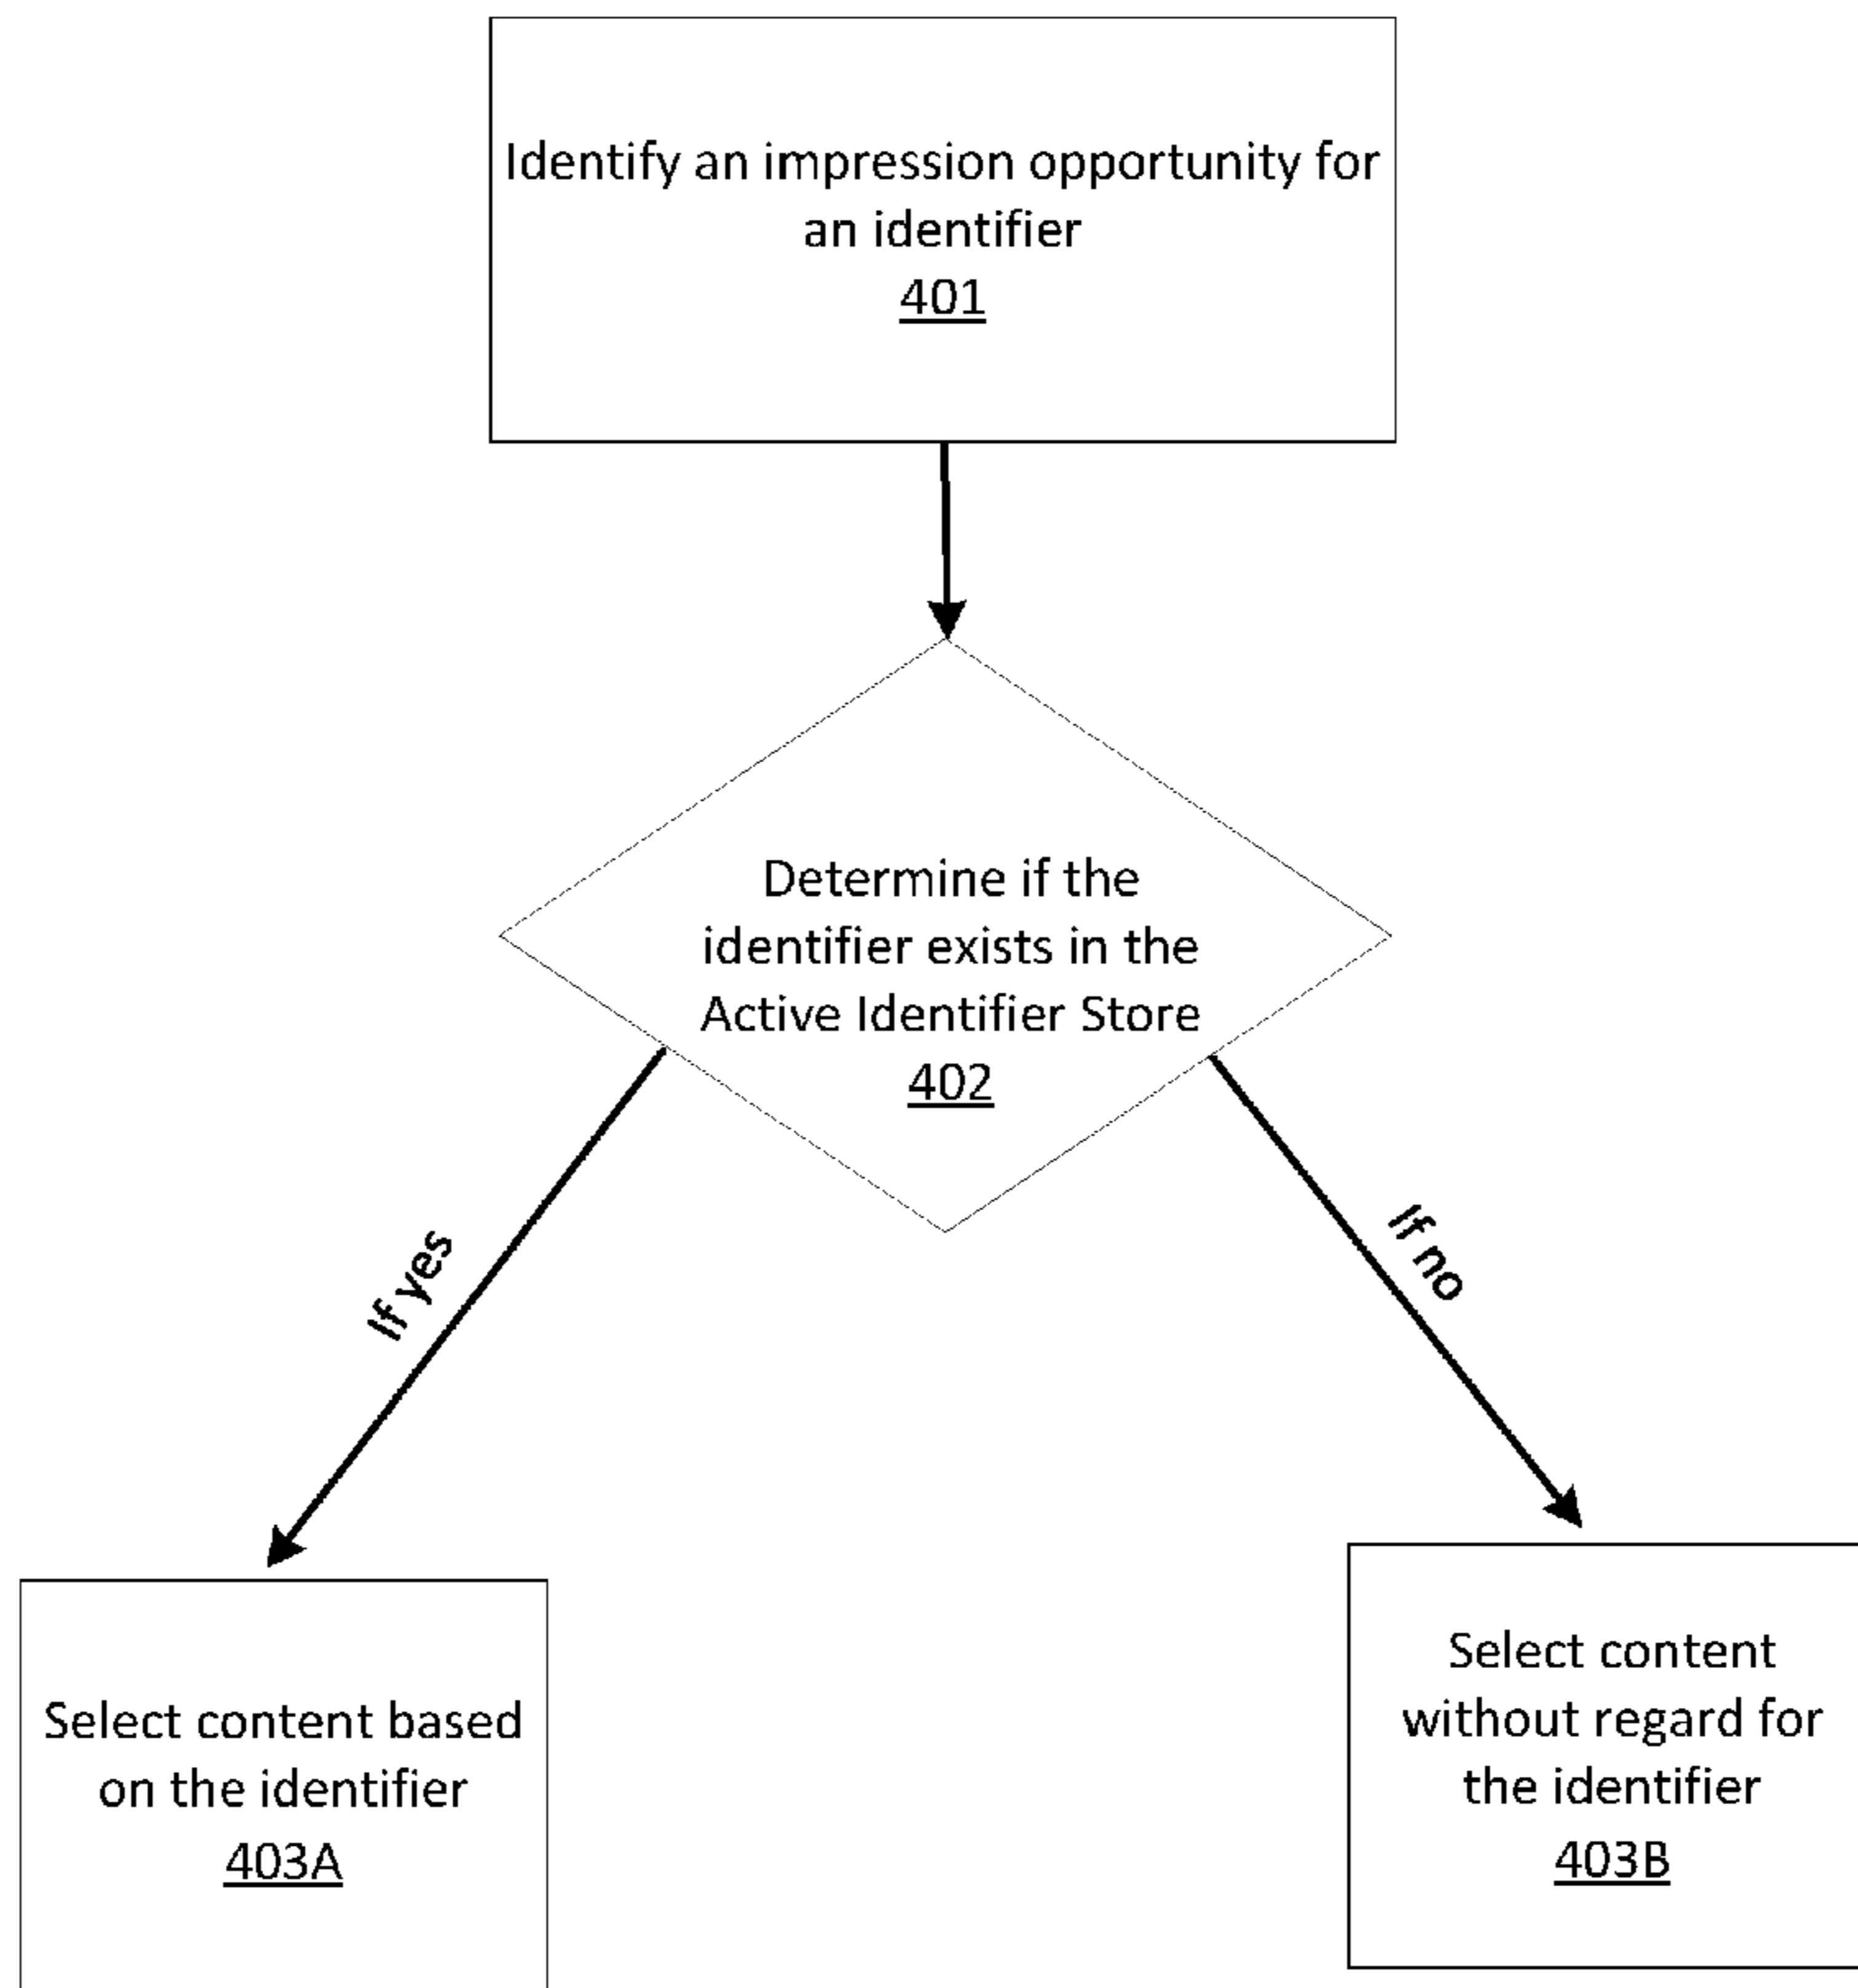 Identify an impression opportunity for
an identifier
401
Determine if the
identifier exists in the
Active Identifier Store
402
If yes
If no
Select content based
on the identifier
403A
Select content
without regard for
the identifier
403B